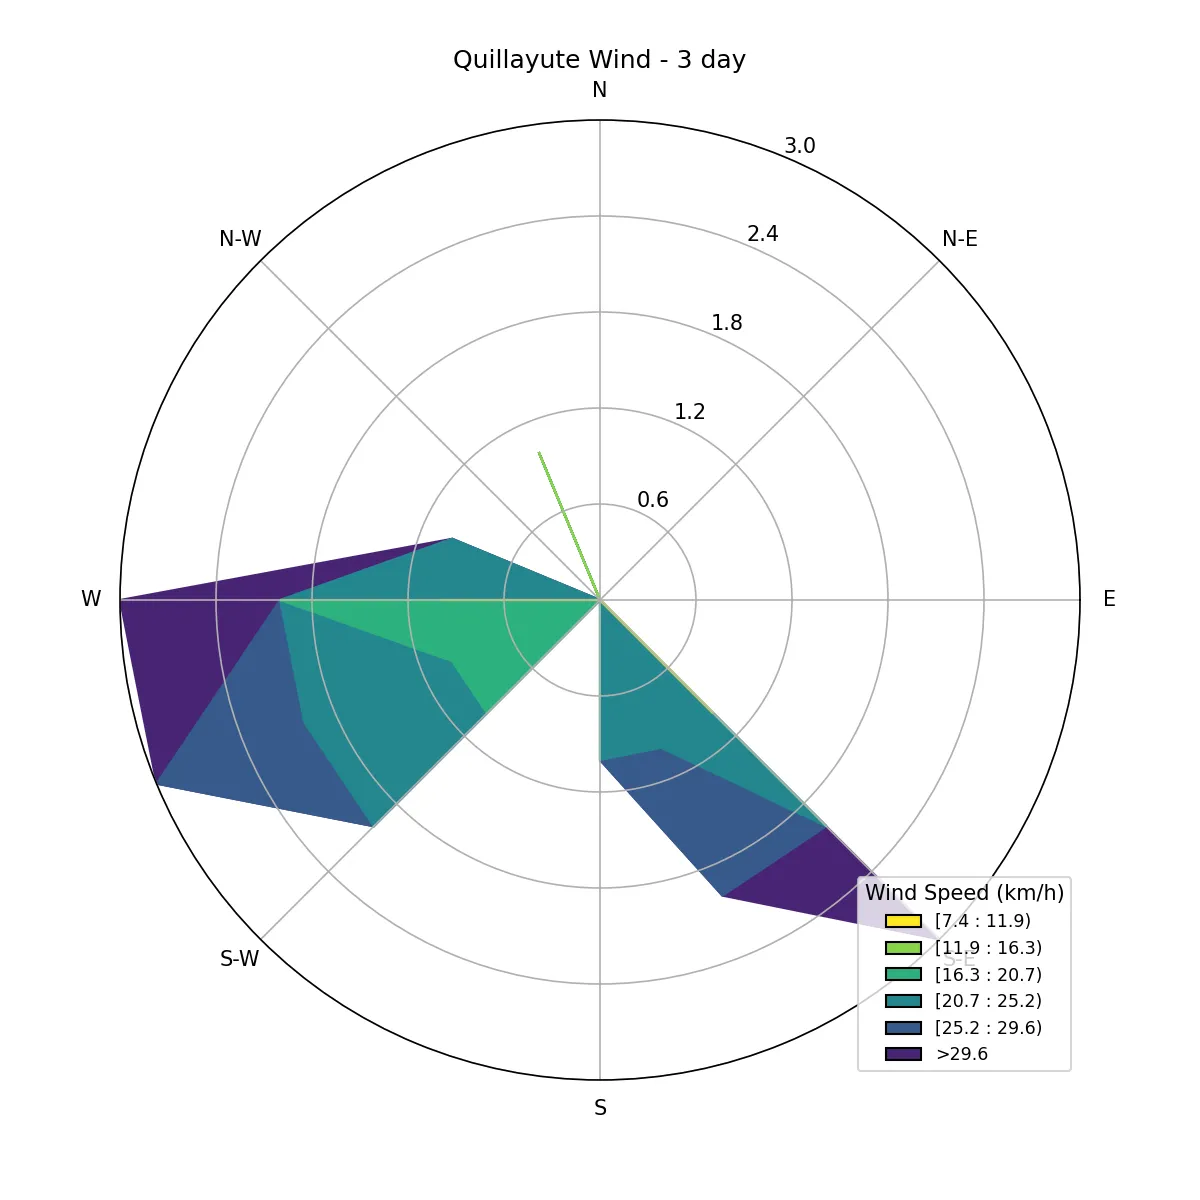 Quillayute Wind - 3 day
N
3.0
N-W
2.4
N-E
1.8
1.2
0.6
W
E
Wind Speed (km/h)
[7.4 : 11.9)
[11.9 : 16.3)
S-W
S-E
[16.3 : 20.7)
[20.7 : 25.2)
[25.2 : 29.6)
>29.6
S